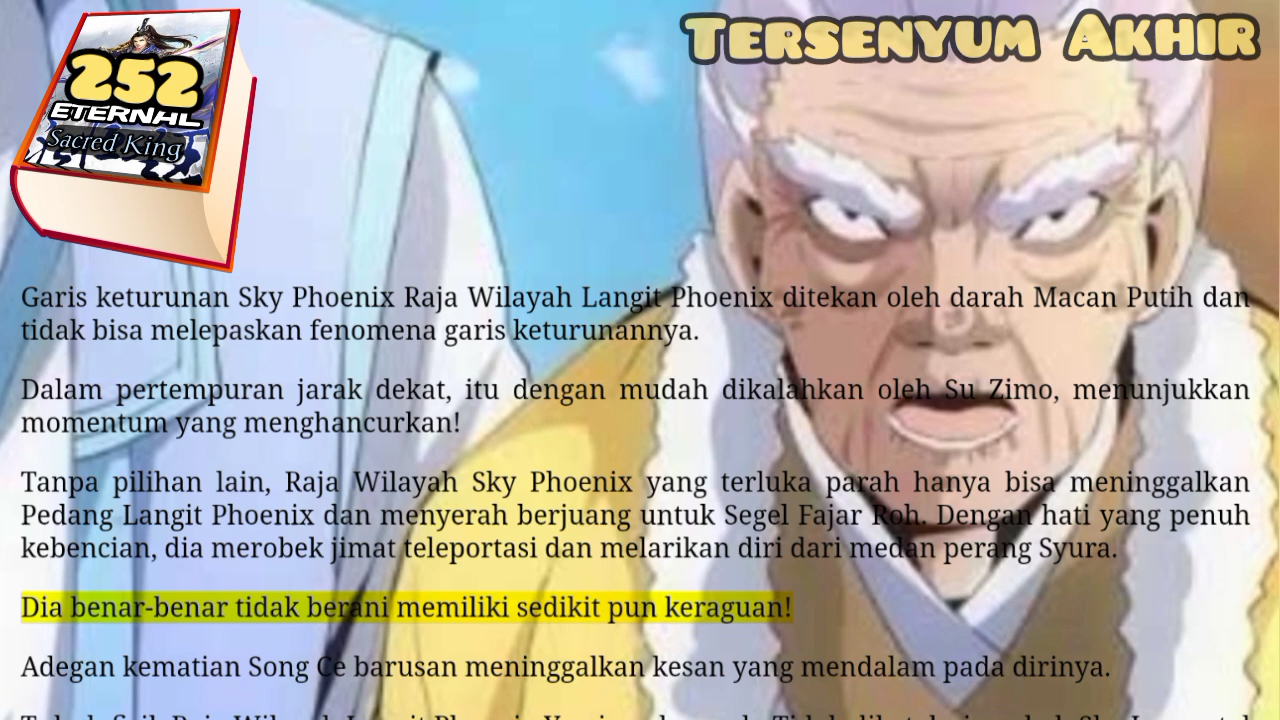 Tersenyum Akhir
252
ETERNAL
Sacred King
Garis keturunan Sky Phoenix Raja Wilayah Langit Phoenix ditekan oleh darah Macan Putih dan
tidak bisa melepaskan fenomena garis keturunannya.
Dalam pertempuran jarak dekat, itu dengan mudah dikalahkan oleh Su Zimo, menunjukkan
momentum yang menghancurkan!
Tanpa pilihan lain, Raja Wilayah Sky Phoenix yang terluka parah hanya bisa meninggalkan
Pedang Langit Phoenix dan menyerah berjuang untuk Segel Fajar Roh. Dengan hati yang penuh
kebencian, dia merobek jimat teleportasi dan melarikan diri dari medan perang Syura.
Dia benar-benar tidak berani memiliki sedikit pun keraguan!
Adegan kematian Song Ce barusan meninggalkan kesan yang mendalam pada dirinya.